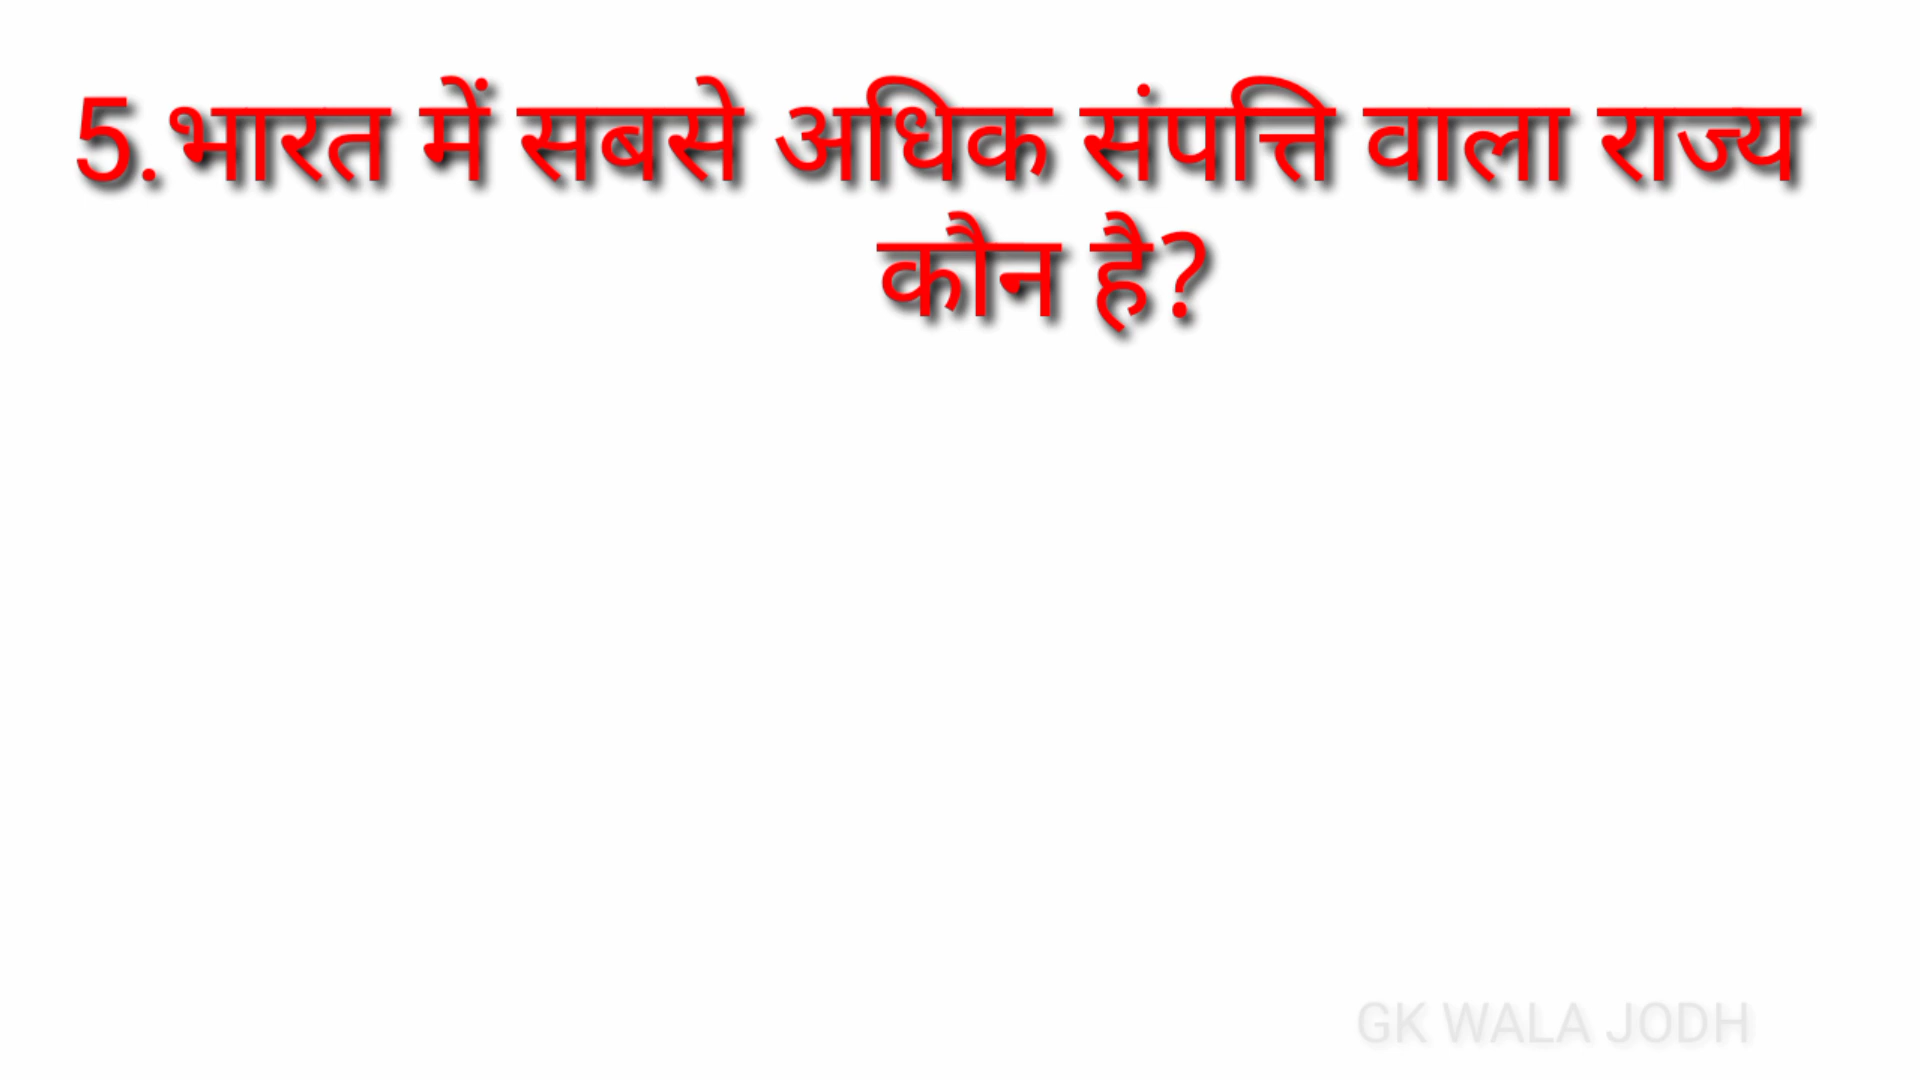 5.भारत में सबसे अधिक संपत्ति वाला राज्य
कौन है?
GK WALA JODH